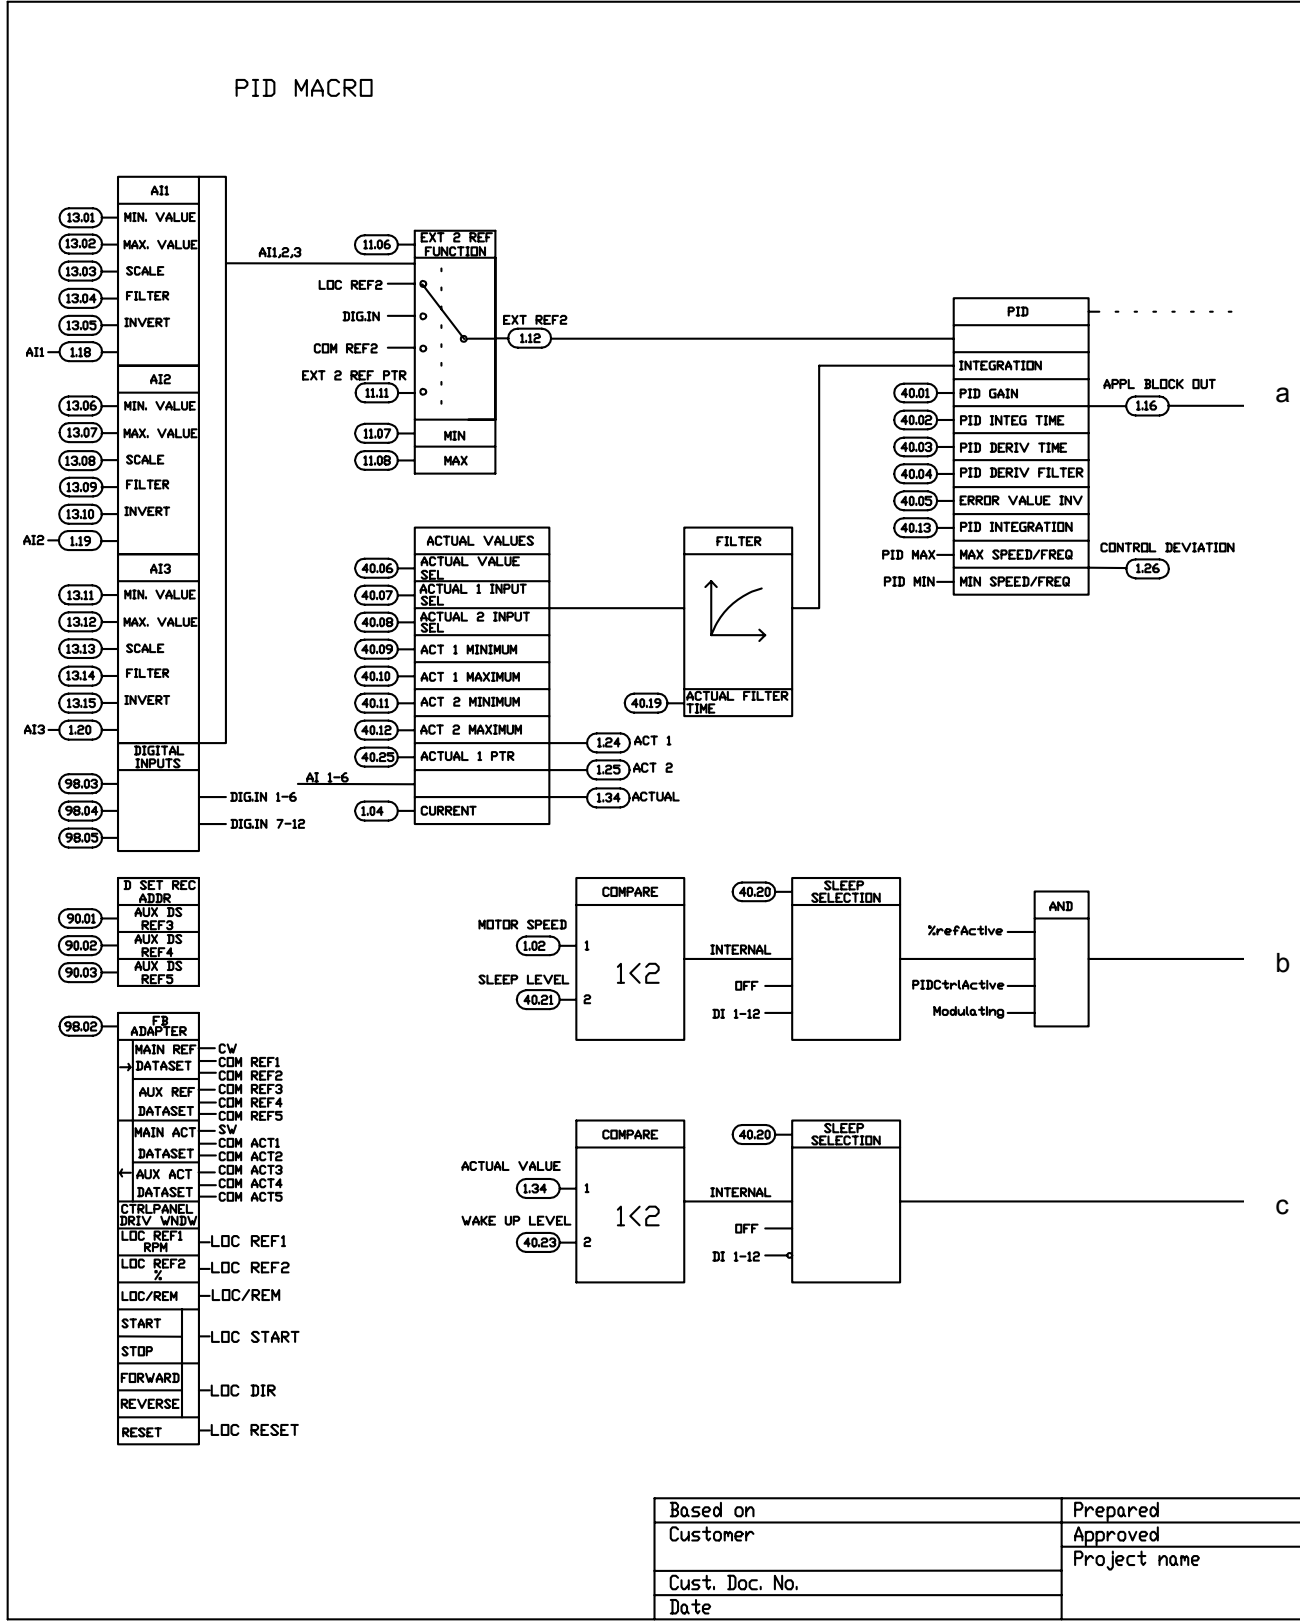 PID MACRO
AI1
13.01 MIN. VALUE
13.02 MAX. VALUE
13.03 SCALE
13.04 FILTER
13.05 INVERT
AI1 1.18
AI2
13.06 MIN. VALUE
13.07 MAX. VALUE
13.08 SCALE
13.09 FILTER
13.10 INVERT
AI2 1.19
AI3
13.11 MIN. VALUE
13.12 MAX. VALUE
13.13 SCALE
13.14 FILTER
13.15 INVERT
AI3 1.20
DIGITAL
INPUTS
98.03
98.04
98.05
DIG.IN 1-6
DIG.IN 7-12
AI1,2,3
11.06 EXT 2 REF
FUNCTION
LOC REF2
DIG.IN
COM REF2
EXT 2 REF PTR
11.11
11.07 MIN
11.08 MAX
EXT REF2
1.12
ACTUAL VALUES
40.06 ACTUAL VALUE
SEL
40.07 ACTUAL 1 INPUT
SEL
40.08 ACTUAL 2 INPUT
SEL
40.09 ACT 1 MINIMUM
40.10 ACT 1 MAXIMUM
40.11 ACT 2 MINIMUM
40.12 ACT 2 MAXIMUM
40.25 ACTUAL 1 PTR
AI 1-6
1.04 CURRENT
1.24 ACT 1
1.25 ACT 2
1.34 ACTUAL
FILTER
40.19 ACTUAL FILTER
TIME
PID
INTEGRATION
40.01 PID GAIN
40.02 PID INTEG TIME
40.03 PID DERIV TIME
40.04 PID DERIV FILTER
40.05 ERROR VALUE INV
40.13 PID INTEGRATION
PID MAX MAX SPEED/FREQ
PID MIN MIN SPEED/FREQ
APPL BLOCK OUT
1.16
a
CONTROL DEVIATION
1.26
D SET REC
ADDR
90.01 AUX DS
REF3
90.02 AUX DS
REF4
90.03 AUX DS
REF5
COMPARE
MOTOR SPEED
1.02 1
1<2
SLEEP LEVEL
40.21 2
40.20 SLEEP
SELECTION
INTERNAL
OFF
DI 1-12
AND
%refActive
PIDCtrlActive
Modulating
b
98.02 FB
ADAPTER
MAIN REF
DATASET
CW
COM REF1
COM REF2
AUX REF
DATASET
COM REF3
COM REF4
COM REF5
MAIN ACT
DATASET
SW
COM ACT1
COM ACT2
AUX ACT
DATASET
COM ACT3
COM ACT4
COM ACT5
CTRLPANEL
DRIV WNDW
LOC REF1
RPM
LOC REF1
LOC REF2
%
LOC REF2
LOC/REM LOC/REM
START
STOP
LOC START
FORWARD
REVERSE
LOC DIR
RESET LOC RESET
COMPARE
ACTUAL VALUE
1.34 1
1<2
WAKE UP LEVEL
40.23 2
40.20 SLEEP
SELECTION
INTERNAL
OFF
DI 1-12
c
Based on
Customer
Cust. Doc. No.
Date
Prepared
Approved
Project name